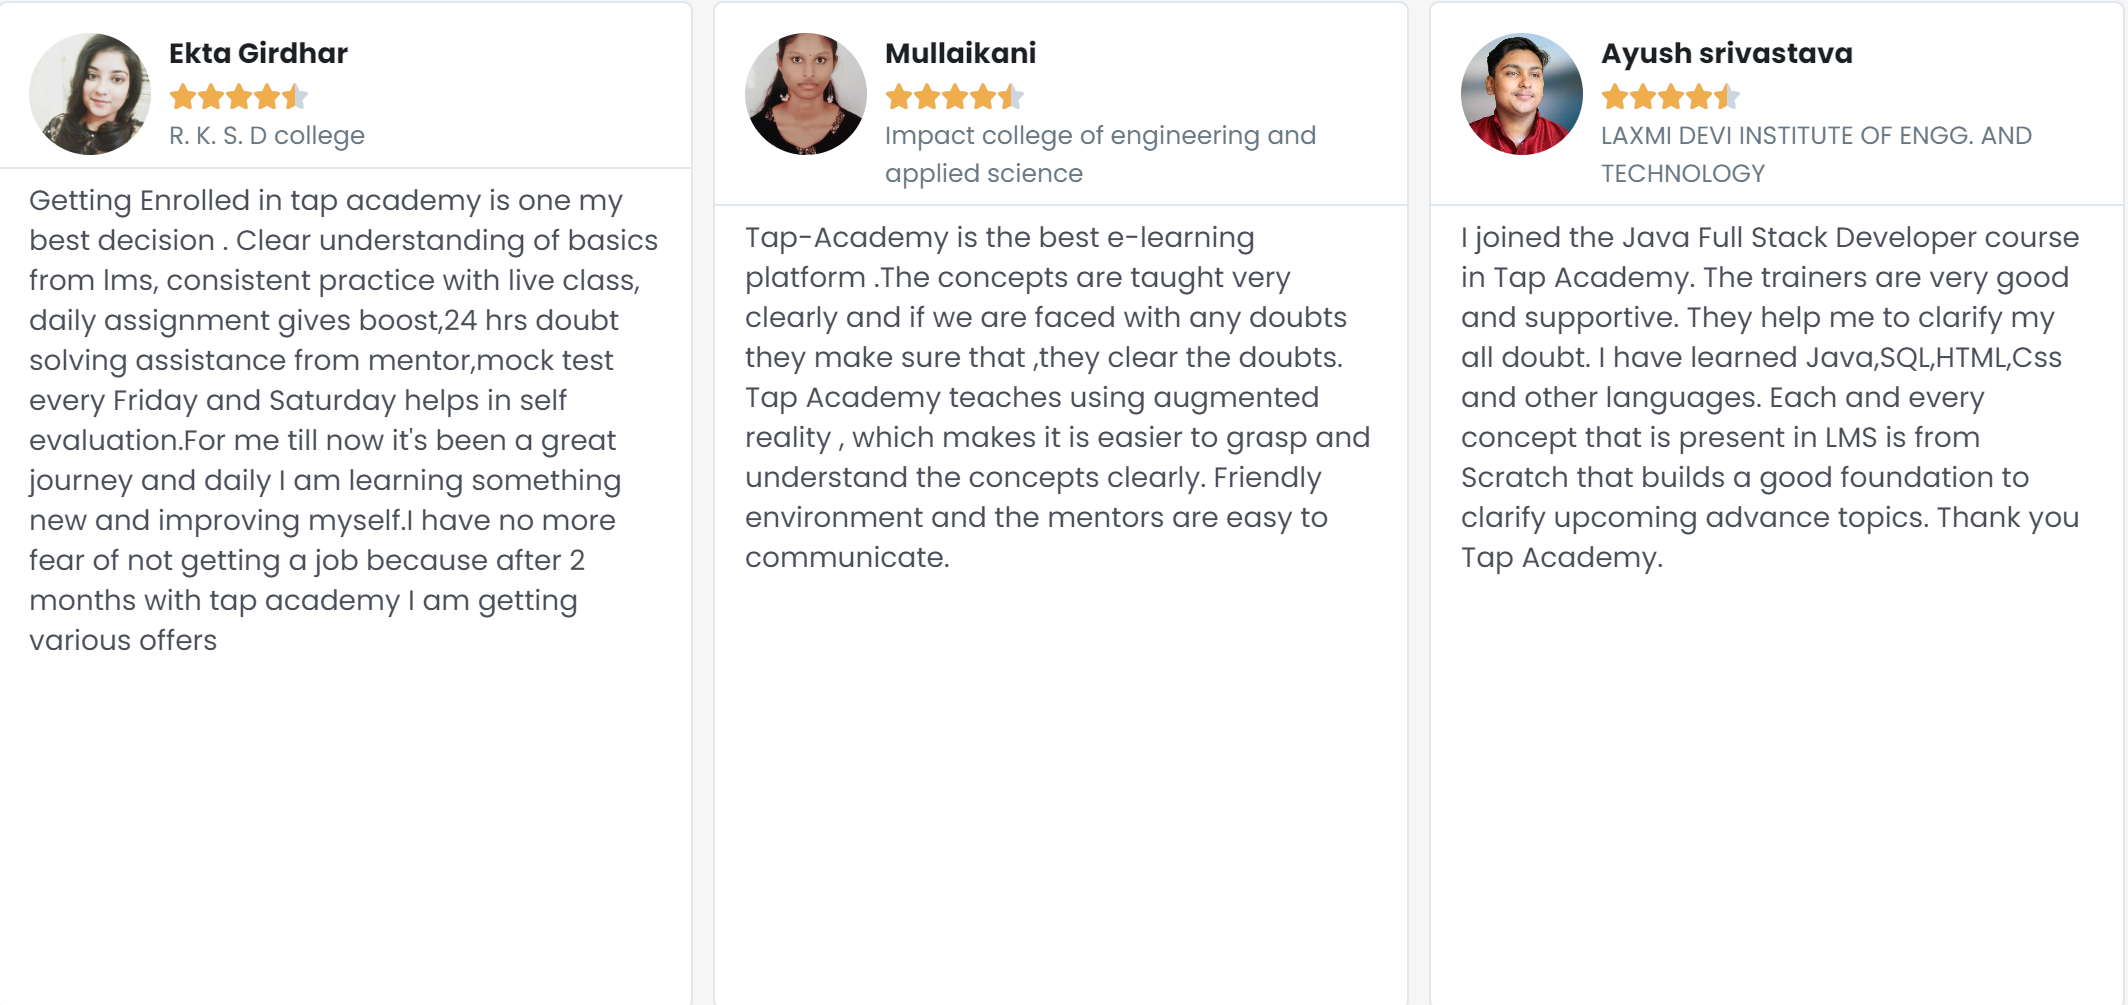 Ekta Girdhar
R. K. S. D college
Getting Enrolled in tap academy is one my
best decision . Clear understanding of basics
from lms, consistent practice with live class,
daily assignment gives boost,24 hrs doubt
solving assistance from mentor,mock test
every Friday and Saturday helps in self
evaluation.For me till now it's been a great
journey and daily I am learning something
new and improving myself.I have no more
fear of not getting a job because after 2
months with tap academy I am getting
various offers
Mullaikani
Impact college of engineering and
applied science
Tap-Academy is the best e-learning
platform .The concepts are taught very
clearly and if we are faced with any doubts
they make sure that ,they clear the doubts.
Tap Academy teaches using augmented
reality , which makes it is easier to grasp and
understand the concepts clearly. Friendly
environment and the mentors are easy to
communicate.
Ayush srivastava
LAXMI DEVI INSTITUTE OF ENGG. AND
TECHNOLOGY
I joined the Java Full Stack Developer course
in Tap Academy. The trainers are very good
and supportive. They help me to clarify my
all doubt. I have learned Java,SQL,HTML,Css
and other languages. Each and every
concept that is present in LMS is from
Scratch that builds a good foundation to
clarify upcoming advance topics. Thank you
Tap Academy.